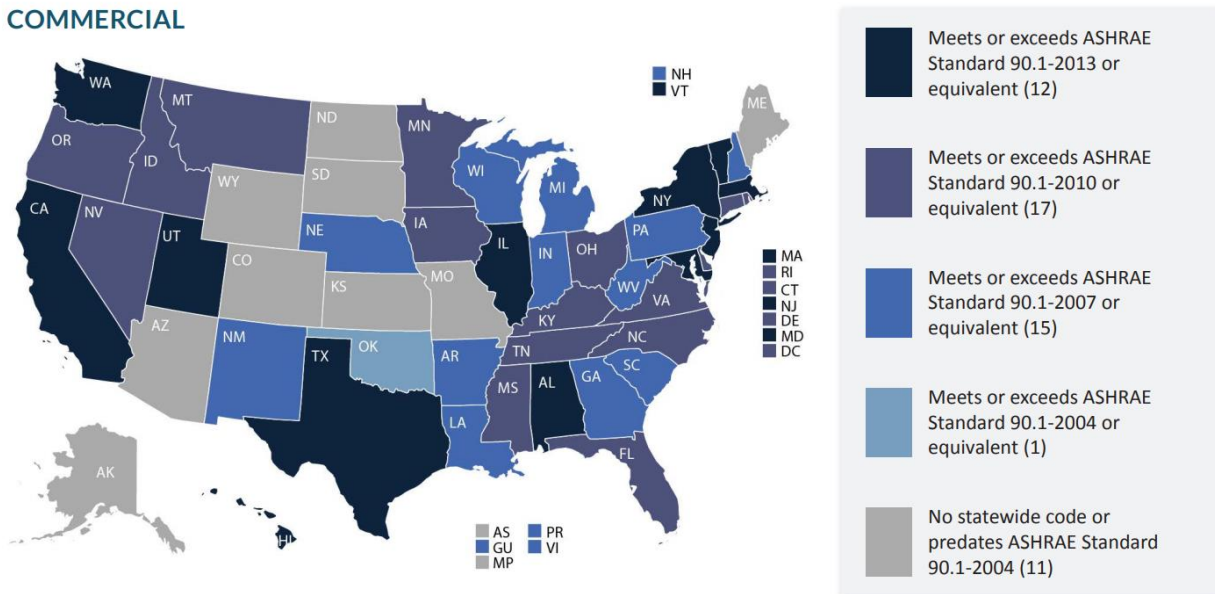 COMMERCIAL
WA
MT
ND
MN
OR
ID
WY
SD
WI
MI
NY
ME
NH
VT
CA
NV
UT
CO
NE
IA
IL
IN
OH
PA
WV
VA
KS
MO
KY
NC
TN
AZ
NM
TX
OK
AR
MS
AL
GA
SC
LA
FL
AK
HI
MA
RI
CT
NJ
DE
MD
DC
AS
GU
MP
PR
VI
Meets or exceeds ASHRAE
Standard 90.1-2013 or
equivalent (12)
Meets or exceeds ASHRAE
Standard 90.1-2010 or
equivalent (17)
Meets or exceeds ASHRAE
Standard 90.1-2007 or
equivalent (15)
Meets or exceeds ASHRAE
Standard 90.1-2004 or
equivalent (1)
No statewide code or
predates ASHRAE Standard
90.1-2004 (11)